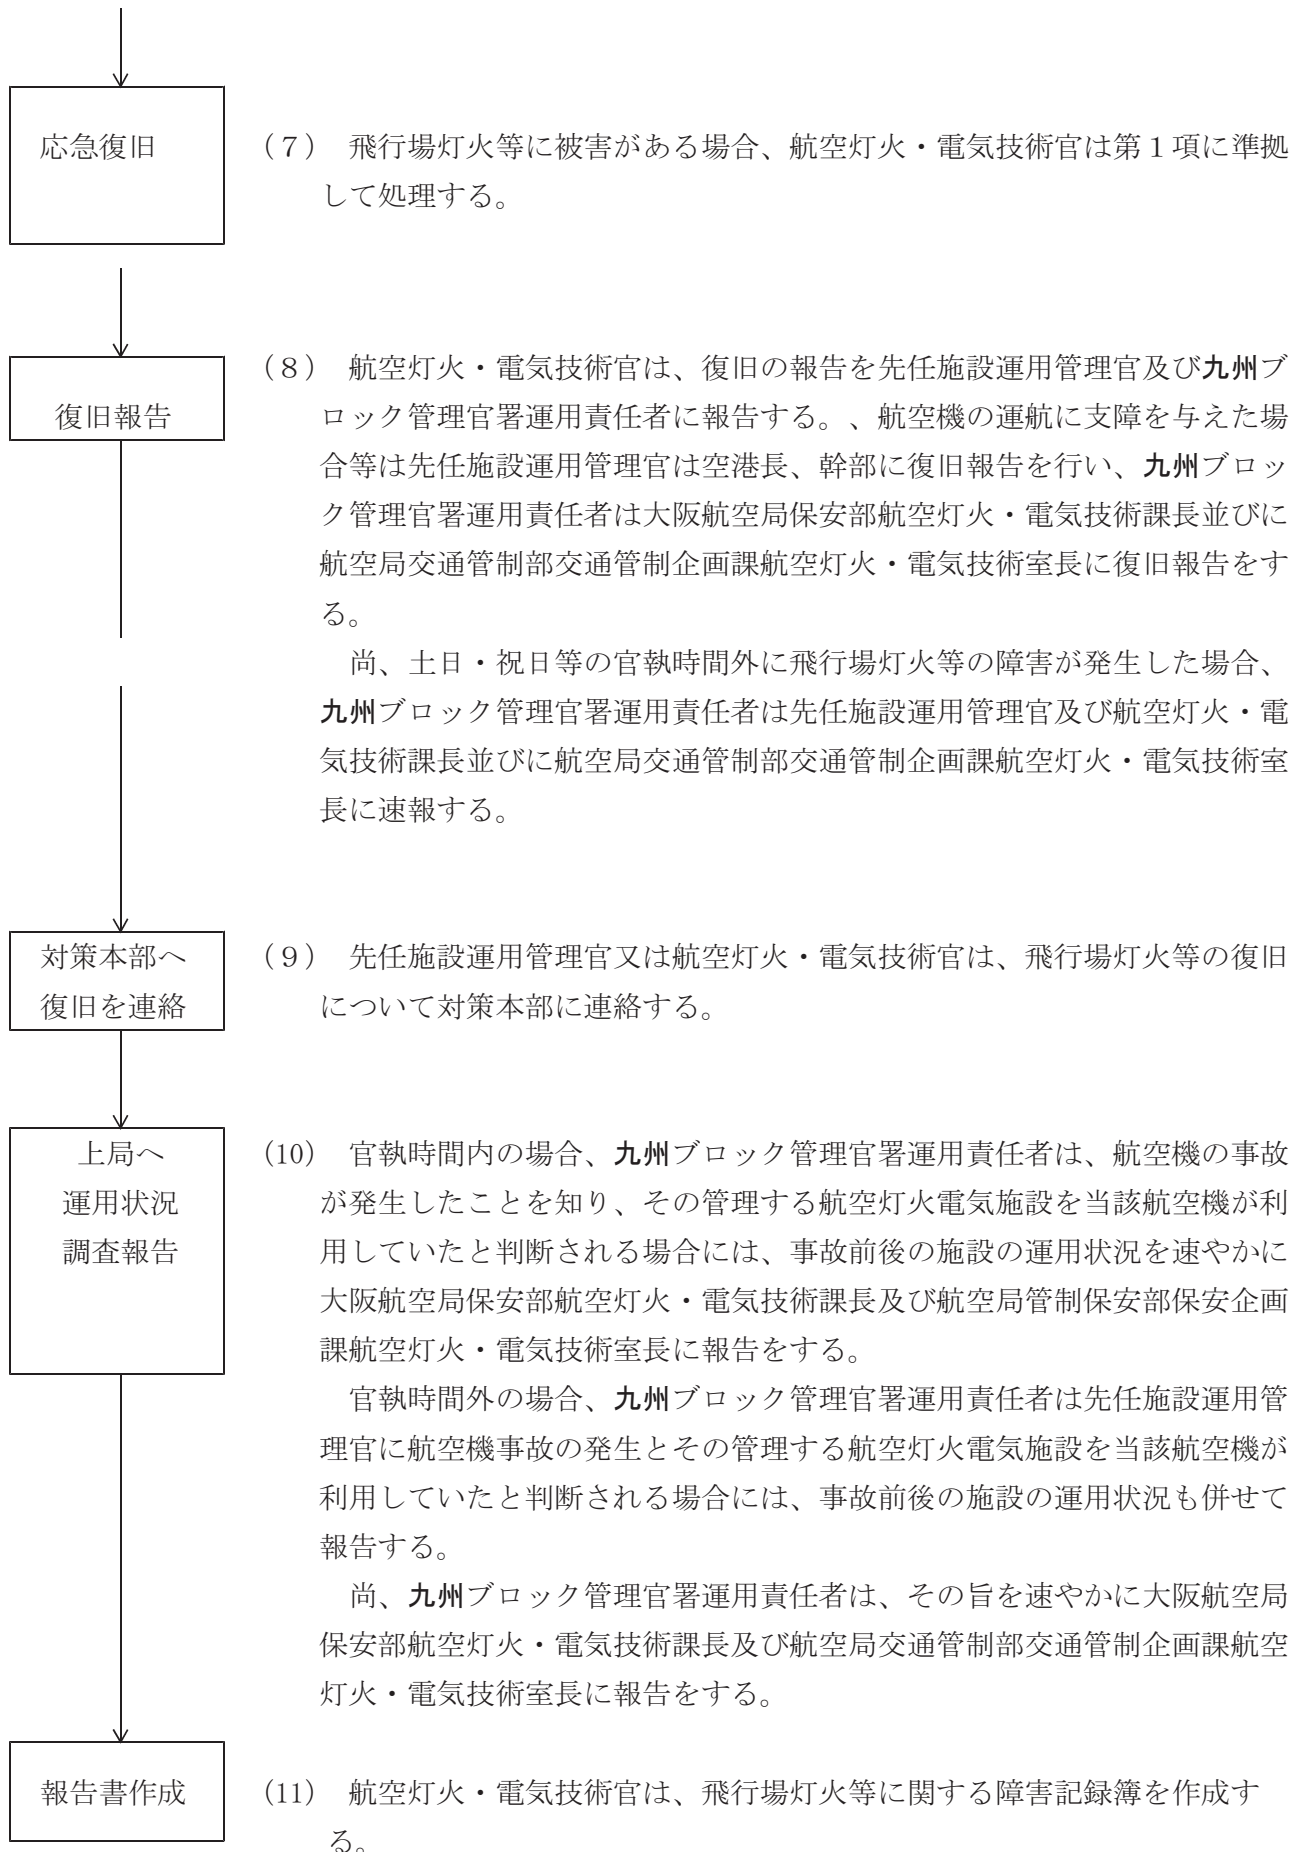 応急復旧
(７) 飛行場灯火等に被害がある場合、航空灯火・電気技術官は第１項に準拠
して処理する。
復旧報告
(８) 航空灯火・電気技術官は、復旧の報告を先任施設運用管理官及び九州ブ
ロック管理官署運用責任者に報告する。、航空機の運航に支障を与えた場
合等は先任施設運用管理官は空港長、幹部に復旧報告を行い、九州ブロッ
ク管理官署運用責任者は大阪航空局保安部航空灯火・電気技術課長並びに
航空局交通管制部交通管制企画課航空灯火・電気技術室長に復旧報告をす
る。
尚、土日・祝日等の官執時間外に飛行場灯火等の障害が発生した場合、
九州ブロック管理官署運用責任者は先任施設運用管理官及び航空灯火・電
気技術課長並びに航空局交通管制部交通管制企画課航空灯火・電気技術室
長に速報する。
対策本部へ
復旧を連絡
(９) 先任施設運用管理官又は航空灯火・電気技術官は、飛行場灯火等の復旧
について対策本部に連絡する。
上局へ
運用状況
調査報告
(10) 官執時間内の場合、九州ブロック管理官署運用責任者は、航空機の事故
が発生したことを知り、その管理する航空灯火電気施設を当該航空機が利
用していたと判断される場合には、事故前後の施設の運用状況を速やかに
大阪航空局保安部航空灯火・電気技術課長及び航空局管制保安部保安企画
課航空灯火・電気技術室長に報告をする。
官執時間外の場合、九州ブロック管理官署運用責任者は先任施設運用管
理官に航空機事故の発生とその管理する航空灯火電気施設を当該航空機が
利用していたと判断される場合には、事故前後の施設の運用状況も併せて
報告する。
尚、九州ブロック管理官署運用責任者は、その旨を速やかに大阪航空局
保安部航空灯火・電気技術課長及び航空局交通管制部交通管制企画課航空
灯火・電気技術室長に報告をする。
報告書作成
(11) 航空灯火・電気技術官は、飛行場灯火等に関する障害記録簿を作成す
る。